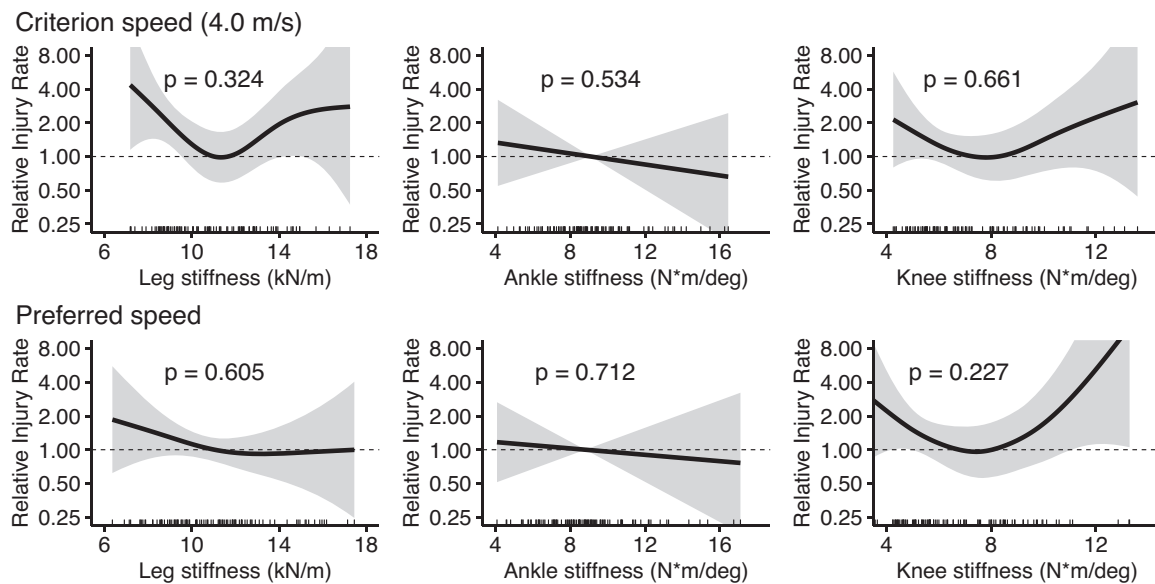 Criterion speed (4.0 m/s)
Relative Injury Rate
8.00
4.00
2.00
1.00
0.50
0.25
p = 0.324
6 10 14 18
Leg stiffness (kN/m)
Relative Injury Rate
8.00
4.00
2.00
1.00
0.50
0.25
p = 0.534
4 8 12 16
Ankle stiffness (N*m/deg)
Relative Injury Rate
8.00
4.00
2.00
1.00
0.50
0.25
p = 0.661
4 8 12
Knee stiffness (N*m/deg)
Preferred speed
Relative Injury Rate
8.00
4.00
2.00
1.00
0.50
0.25
p = 0.605
6 10 14 18
Leg stiffness (kN/m)
Relative Injury Rate
8.00
4.00
2.00
1.00
0.50
0.25
p = 0.712
4 8 12 16
Ankle stiffness (N*m/deg)
Relative Injury Rate
8.00
4.00
2.00
1.00
0.50
0.25
p = 0.227
4 8 12
Knee stiffness (N*m/deg)